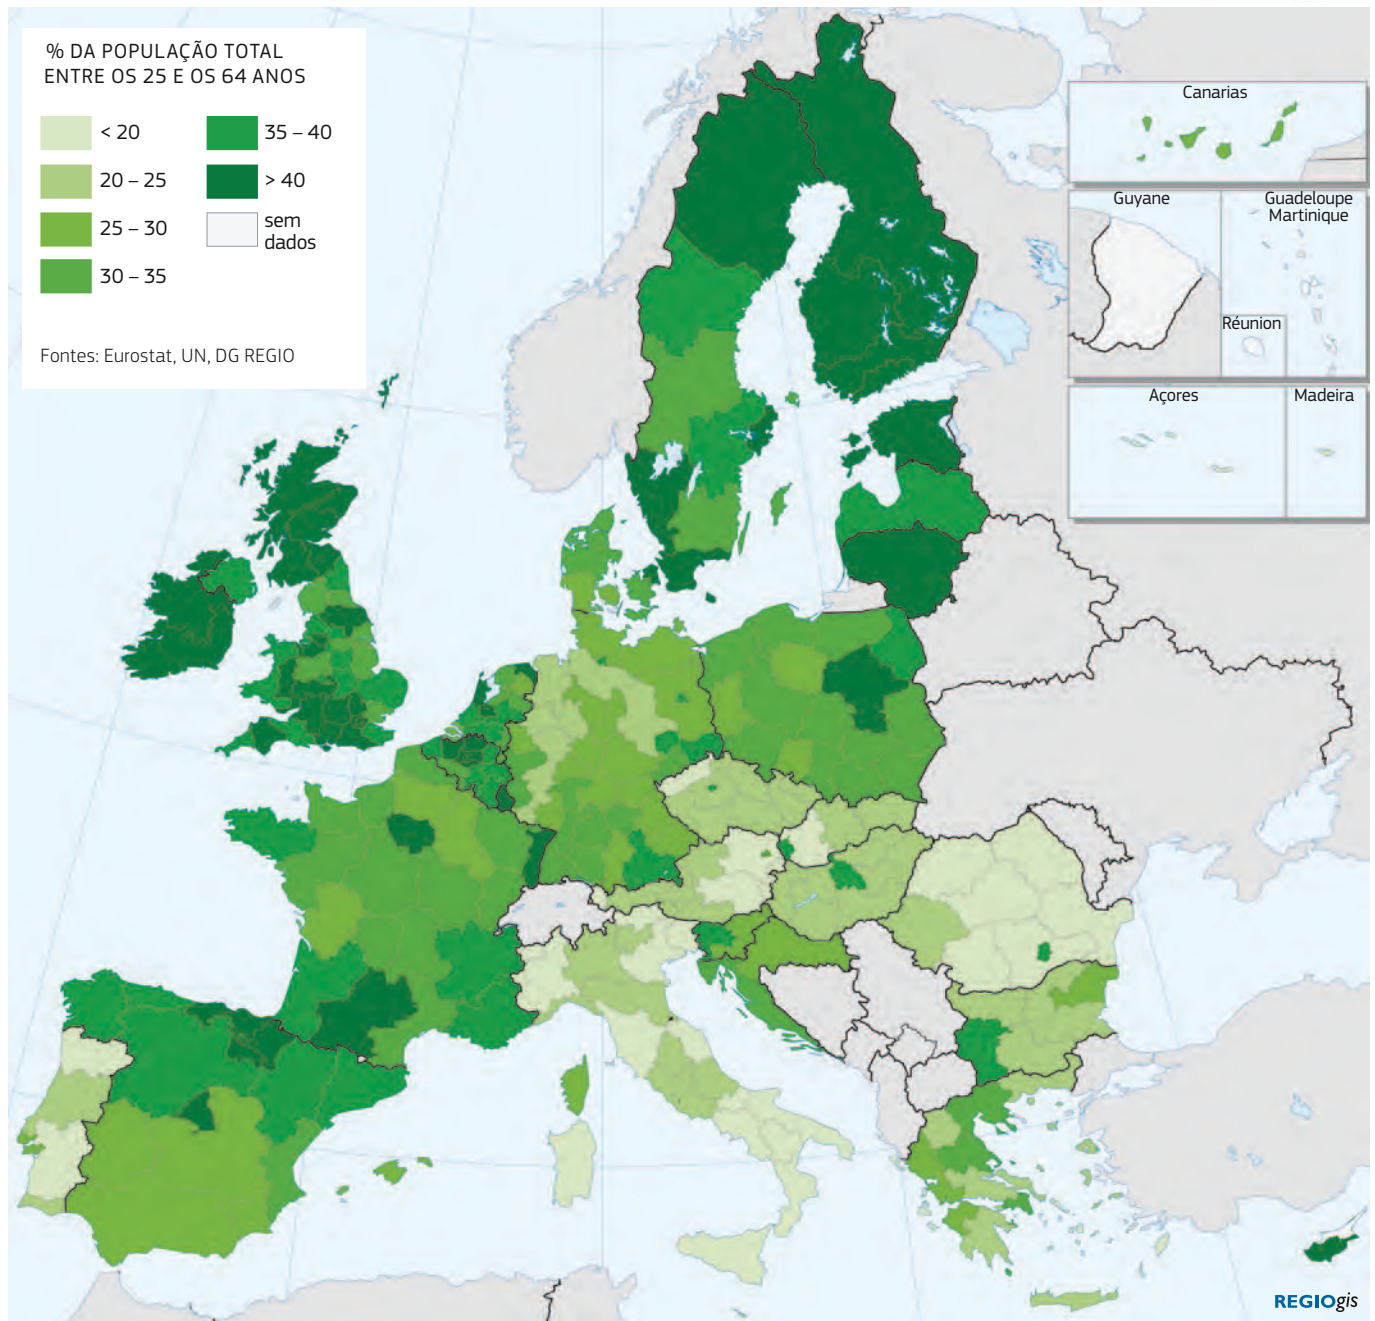 % DA POPULAÇÃO TOTAL
ENTRE OS 25 E OS 64 ANOS
< 20
20 – 25
25 – 30
30 – 35
35 – 40
> 40
sem
dados
Fontes: Eurostat, UN, DG REGIO
Canarias
Guyane
Guadeloupe
Martinique
Réunion
Açores
Madeira
REGIOgis